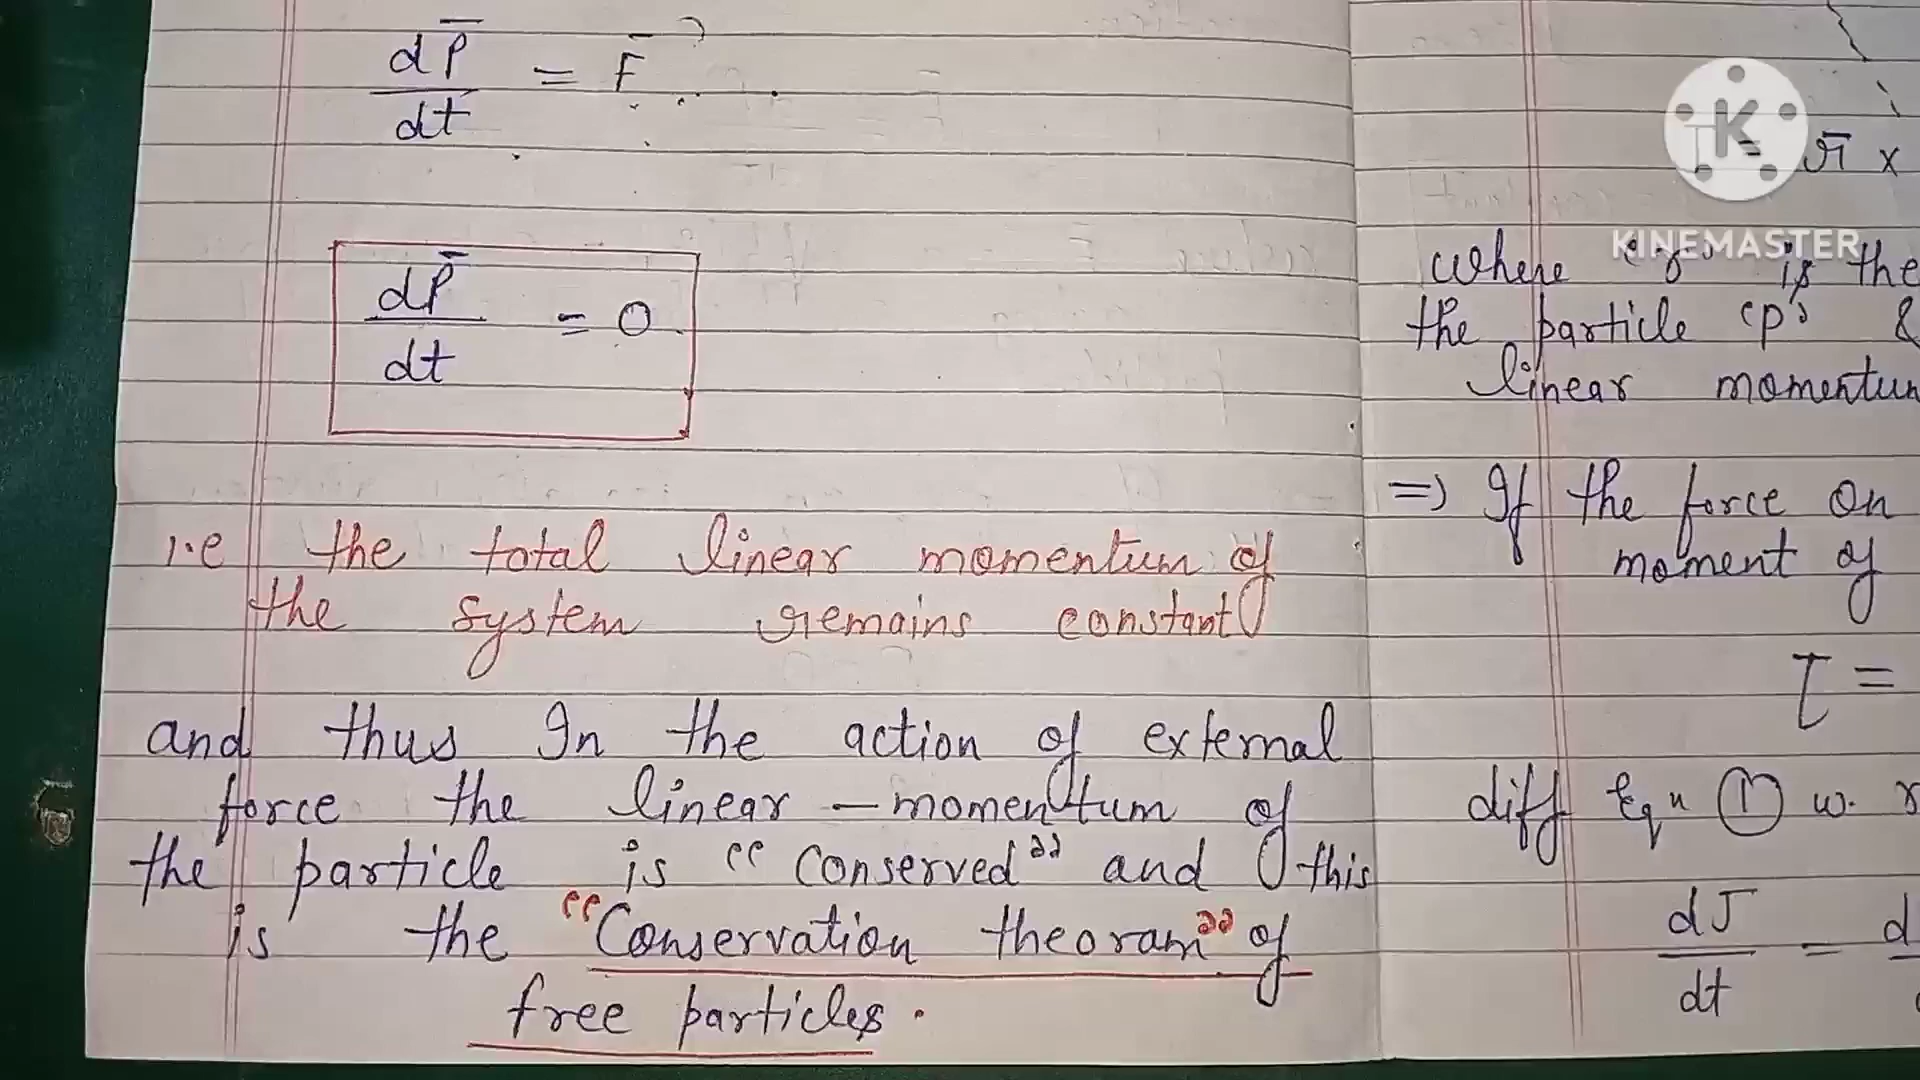 dP̄/dt = F̄
dP̄/dt = 0
i.e the total linear momentum of
the system remains constant
and thus In the action of external
force the linear - momentum of
the particle is "conserved" and this
is the "Conservation theoram" of
free particles.
KINEMASTER
r̄ x
where "r" is the
the particle 'p' &
linear momentum
=> If the force on
moment of
τ =
diff Eqn ① w. r
dJ/dt = d